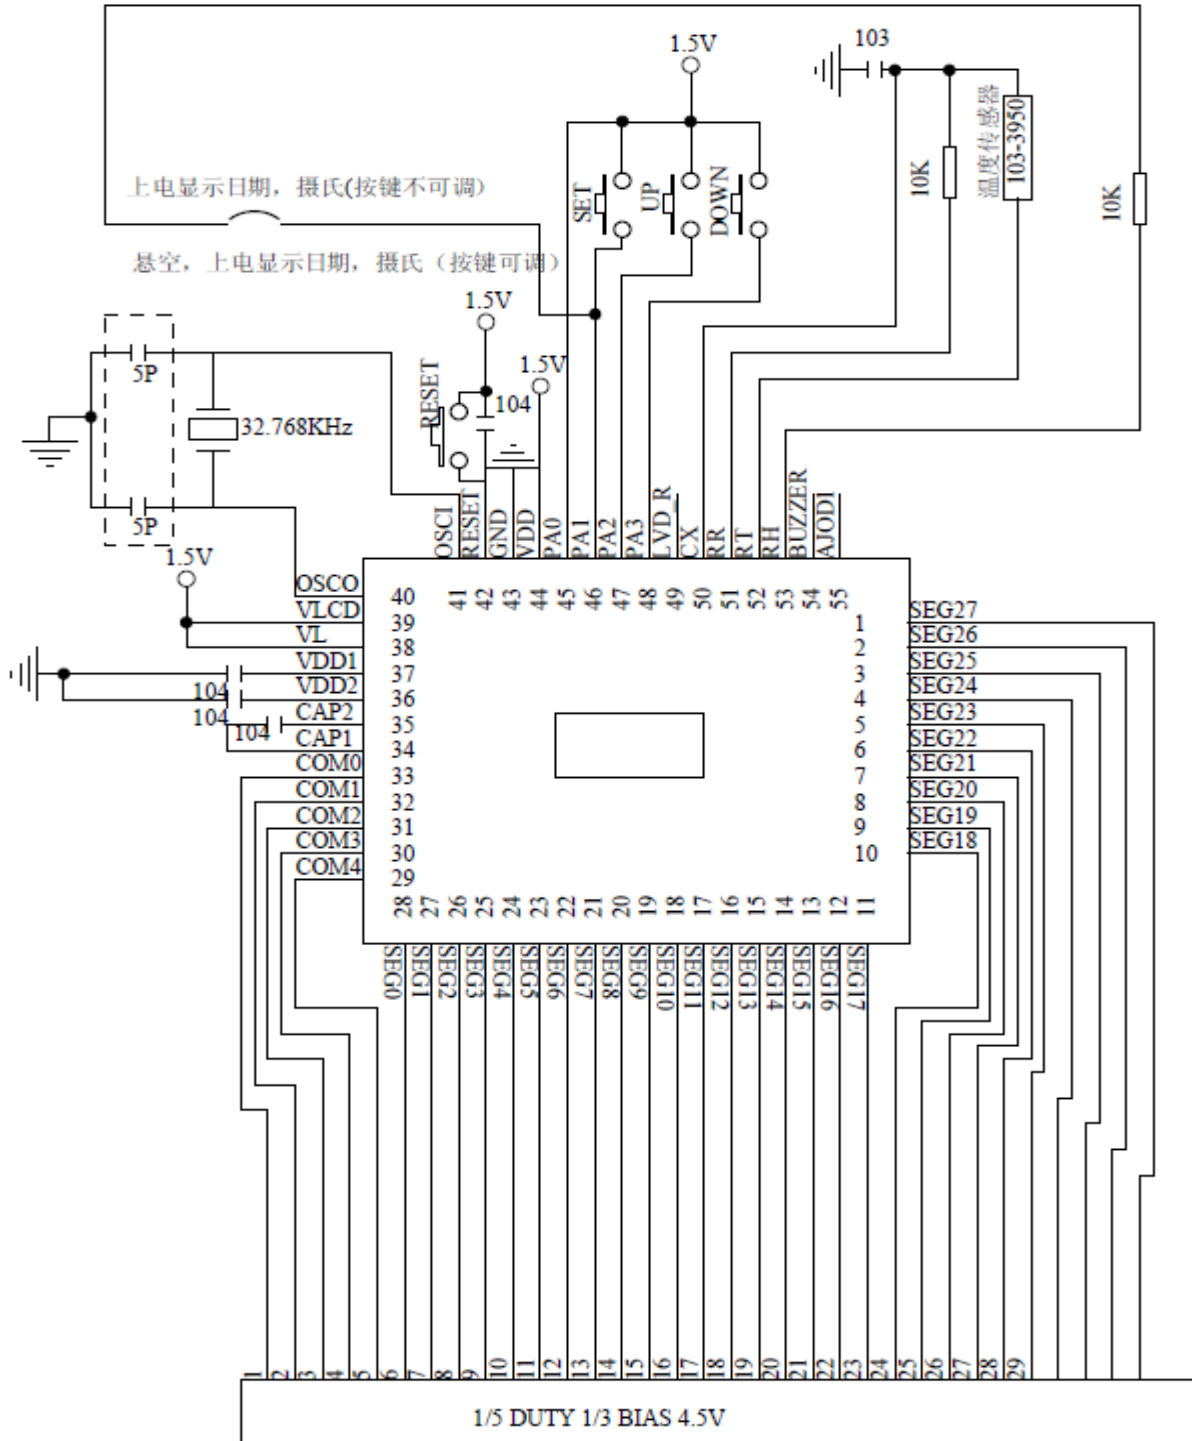 1.5V
103
温度传感器
103-3950
10K
10K
SET
UP
DOWN
上电显示日期，摄氏(按键不可调)
悬空，上电显示日期，摄氏（按键可调）
1.5V
1.5V
RESET
104
5P
32.768KHz
5P
1.5V
OSCI
RESET
GND
VDD
PA0
PA1
PA2
PA3
LVD_R
CX
RR
RT
RH
BUZZER
AJOD1
41 42 43 44 45 46 47 48 49 50 51 52 53 54 55
OSCO 40
VLCD 39
VL 38
VDD1 37
104
VDD2 36
104
CAP2 35
104
CAP1 34
COM0 33
COM1 32
COM2 31
COM3 30
COM4 29
1 SEG27
2 SEG26
3 SEG25
4 SEG24
5 SEG23
6 SEG22
7 SEG21
8 SEG20
9 SEG19
10 SEG18
28 27 26 25 24 23 22 21 20 19 18 17 16 15 14 13 12 11
SEG0
SEG1
SEG2
SEG3
SEG4
SEG5
SEG6
SEG7
SEG8
SEG9
SEG10
SEG11
SEG12
SEG13
SEG14
SEG15
SEG16
SEG17
1 2 3 4 5 6 7 8 9 10 11 12 13 14 15 16 17 18 19 20 21 22 23 24 25 26 27 28 29
1/5 DUTY 1/3 BIAS 4.5V